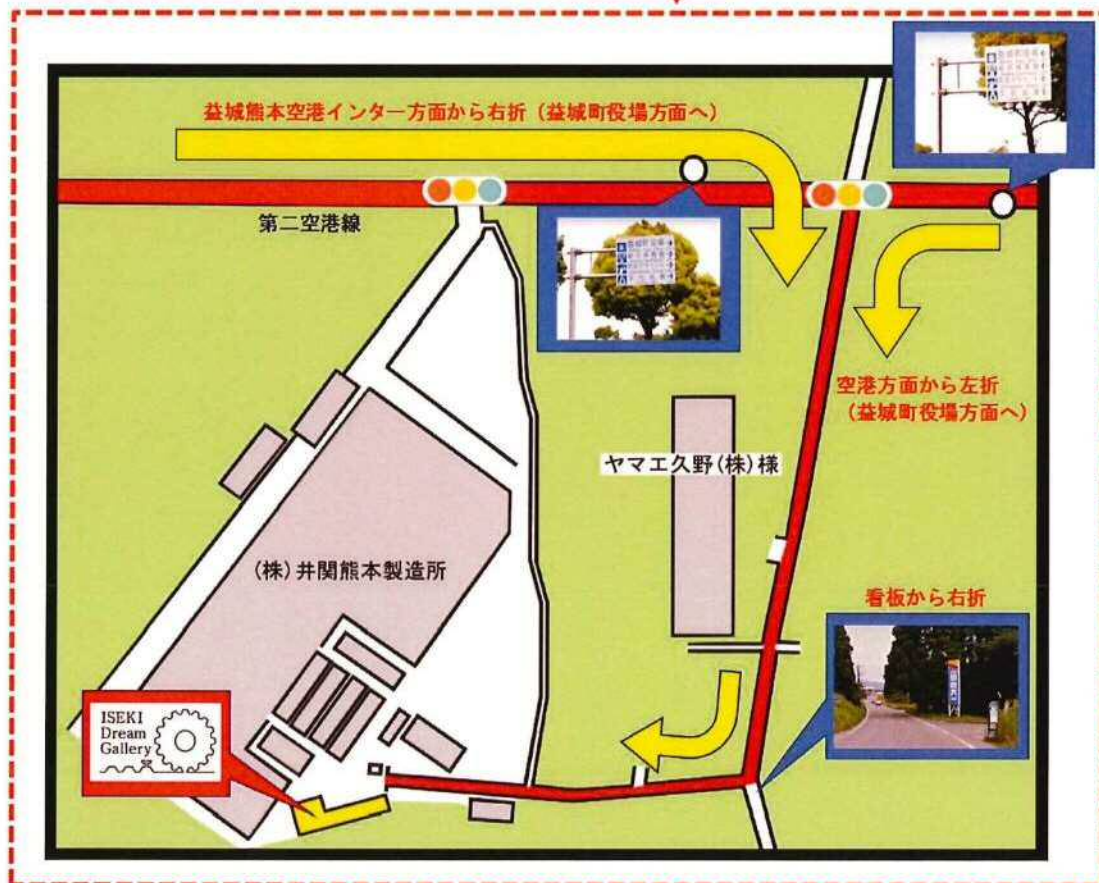 益城熊本空港インター方面から右折（益城町役場方面へ）
第二空港線
空港方面から左折
（益城町役場方面へ）
ヤマエ久野(株)様
(株)井関熊本製造所
看板から右折
ISEKI
Dream
Gallery